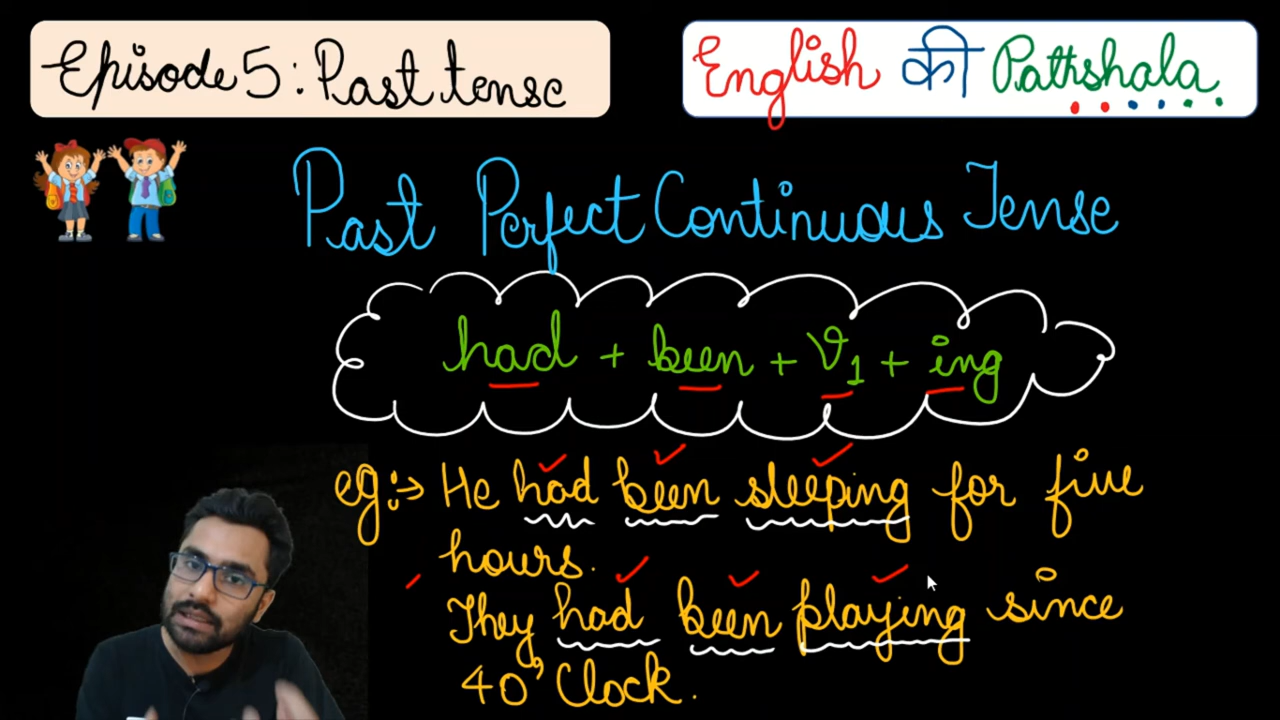 Episode 5: Past tense
English की Pathshala
Past Perfect Continuous Tense
had + been + V1 + ing
eg:→ He had been sleeping for five
hours.
They had been playing since
4O'Clock.